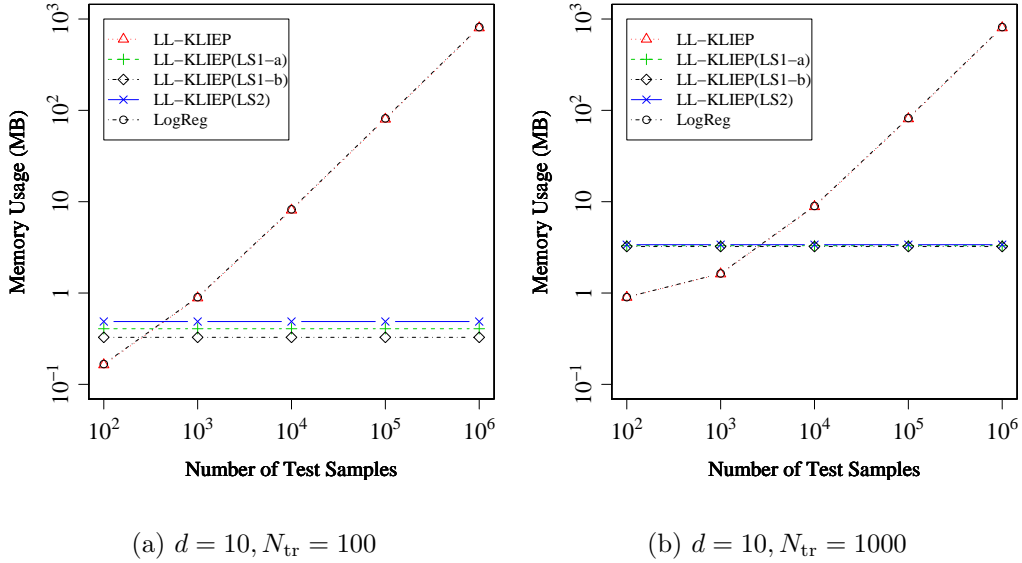 Memory Usage (MB)
10^3
10^2
10
1
10^−1
LL−KLIEP
LL−KLIEP(LS1−a)
LL−KLIEP(LS1−b)
LL−KLIEP(LS2)
LogReg
10^2 10^3 10^4 10^5 10^6
Number of Test Samples
(a) d = 10, N_tr = 100
Memory Usage (MB)
10^3
10^2
10
1
10^−1
LL−KLIEP
LL−KLIEP(LS1−a)
LL−KLIEP(LS1−b)
LL−KLIEP(LS2)
LogReg
10^2 10^3 10^4 10^5 10^6
Number of Test Samples
(b) d = 10, N_tr = 1000